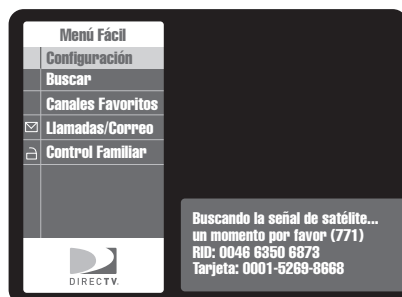 Menú Fácil
Configuración
Buscar
Canales Favoritos
Llamadas/Correo
Control Familiar
Buscando la señal de satélite...
un momento por favor (771)
RID: 0046 6350 6873
Tarjeta: 0001-5269-8668
DIRECTV.